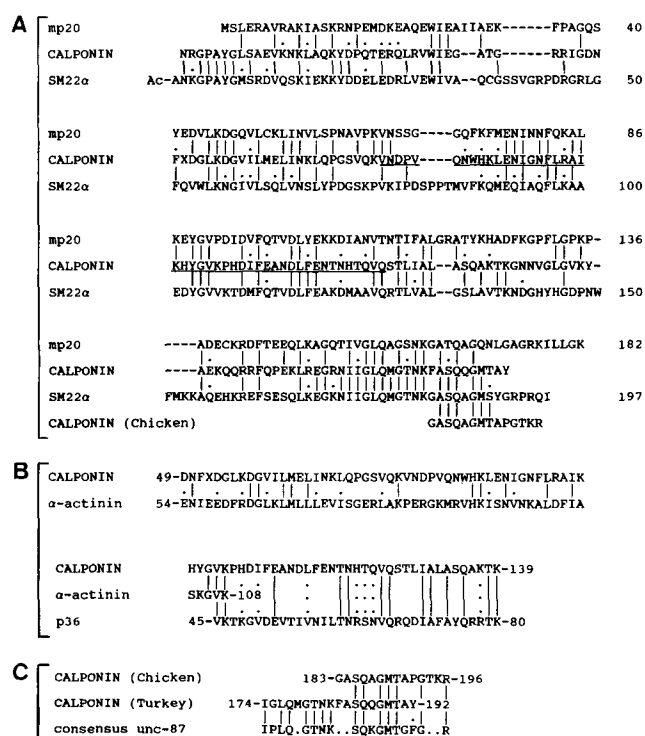 A
mp20 MSLERAVRAKIASKRNPEMDKEAQEWIEAIIAEK------FPAGQS 40
CALPONIN NRGPAYGLSAEVKNKLAQKYDPQTERQLRVWIEG--ATG------RRIGDN
SM22α Ac-ANKGPAYGMSRDVQSKIEKKYDDELEDRLVEWIVA--QCGSSVGRPDRGRLG 50
mp20 YEDVLKDGQVLCKLINVLSPNAVPKVNSSG----GQFKFMENINNFQKAL 86
CALPONIN FXDGLKDGVILMELINKLQPGSVQKVNDPV----QNWHKLENIGNFLRAI
SM22α FQVWLKNGIVLSQLVNSLYPDGSKPVKIPDSPPTMVFKQMEQIAQFLKAA 100
mp20 KEYGVPDIDVFQTVDLYEKKDIANVTNTIFALGRATYKHADFKGPFLGPKP- 136
CALPONIN KHYGVKPHDIFEANDLFENTNHTQVQSTLIAL--ASQAKTKGNNVGLGVKY-
SM22α EDYGVVKTDMFQTVDLFEAKDMAAVQRTLVAL--GSLAVTKNDGHYHGDPNW 150
mp20 ----ADECKRDFTEEQLKAGQTIVGLQAGSNKGATQAGQNLGAGRKILLGK 182
CALPONIN ----AEKQQRRFQPEKLREGRNIIGLQMGTNKFASQQGMTAY
SM22α FMKKAQEHKREFSESQLKEGKNIIGLQMGTNKGASQAGMSYGRPRQI 197
CALPONIN (Chicken) GASQAGMTAPGTKR
B
CALPONIN 49-DNFXDGLKDGVILMELINKLQPGSVQKVNDPVQNWHKLENIGNFLRAIK
α-actinin 54-ENIEEDFRDGLKLMLLLEVISGERLAKPERGKMRVHKISNVNKALDFIA
CALPONIN HYGVKPHDIFEANDLFENTNHTQVQSTLIALASQAKTK-139
α-actinin SKGVK-108
p36 45-VKTKGVDEVTIVNILTNRSNVQRQDIAFAYQRRTK-80
C
CALPONIN (Chicken) 183-GASQAGMTAPGTKR-196
CALPONIN (Turkey) 174-IGLQMGTNKFASQQGMTAY-192
consensus unc-87 IPLQ.GTNK..SQKGMTGFG..R